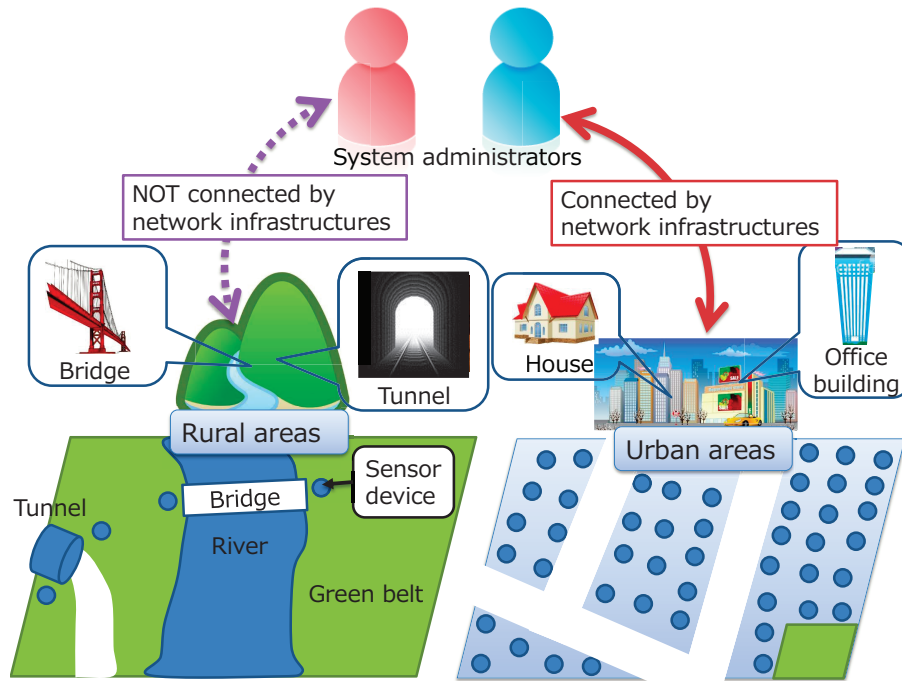 System administrators
NOT connected by
network infrastructures
Connected by
network infrastructures
Bridge
Tunnel
House
Office
building
SALE
Rural areas
Urban areas
Sensor
device
Bridge
Tunnel
River
Green belt